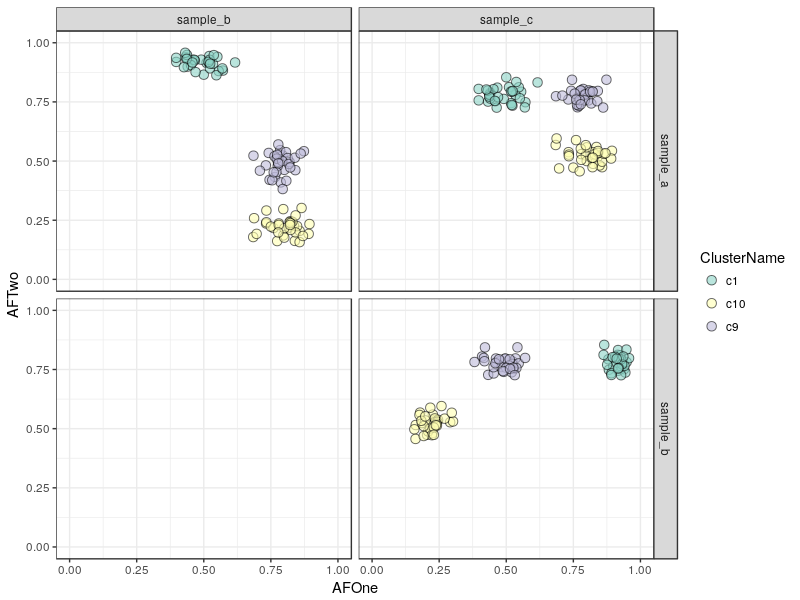 sample_b
sample_c
1.00
0.75
0.50
0.25
0.00
sample_a
1.00
0.75
0.50
0.25
0.00
sample_b
0.00 0.25 0.50 0.75 1.00
0.00 0.25 0.50 0.75 1.00
AFOne
AFTwo
ClusterName
c1
c10
c9